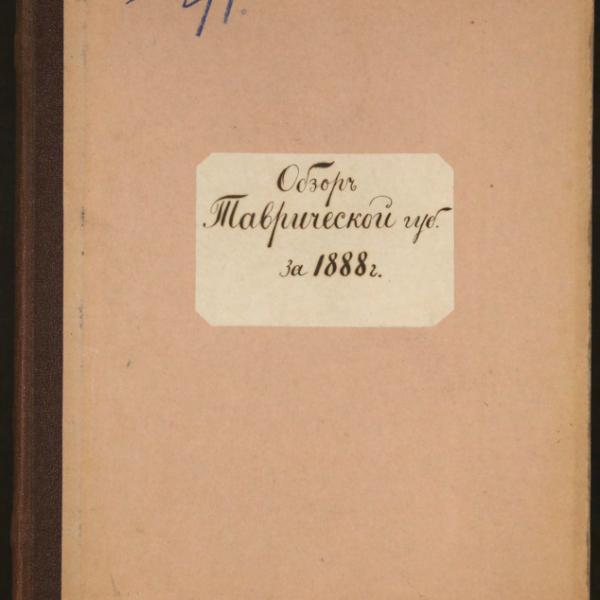 Обзоръ
Таврической губ.
за 1888 г.